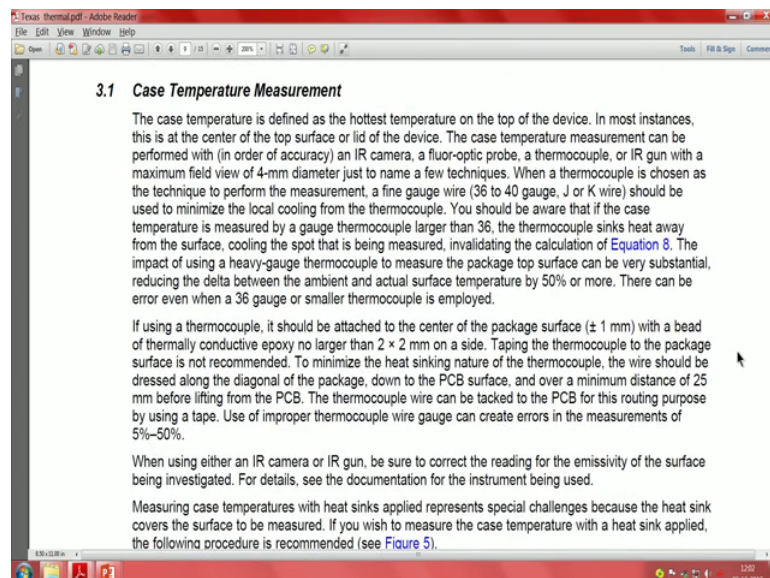 Texas thermal.pdf - Adobe Reader
File Edit View Window Help
Open 9 / 15 200% Tools Fill & Sign Comment
3.1 Case Temperature Measurement
The case temperature is defined as the hottest temperature on the top of the device. In most instances,
this is at the center of the top surface or lid of the device. The case temperature measurement can be
performed with (in order of accuracy) an IR camera, a fluor-optic probe, a thermocouple, or IR gun with a
maximum field view of 4-mm diameter just to name a few techniques. When a thermocouple is chosen as
the technique to perform the measurement, a fine gauge wire (36 to 40 gauge, J or K wire) should be
used to minimize the local cooling from the thermocouple. You should be aware that if the case
temperature is measured by a gauge thermocouple larger than 36, the thermocouple sinks heat away
from the surface, cooling the spot that is being measured, invalidating the calculation of Equation 8. The
impact of using a heavy-gauge thermocouple to measure the package top surface can be very substantial,
reducing the delta between the ambient and actual surface temperature by 50% or more. There can be
error even when a 36 gauge or smaller thermocouple is employed.
If using a thermocouple, it should be attached to the center of the package surface (± 1 mm) with a bead
of thermally conductive epoxy no larger than 2 × 2 mm on a side. Taping the thermocouple to the package
surface is not recommended. To minimize the heat sinking nature of the thermocouple, the wire should be
dressed along the diagonal of the package, down to the PCB surface, and over a minimum distance of 25
mm before lifting from the PCB. The thermocouple wire can be tacked to the PCB for this routing purpose
by using a tape. Use of improper thermocouple wire gauge can create errors in the measurements of
5%–50%.
When using either an IR camera or IR gun, be sure to correct the reading for the emissivity of the surface
being investigated. For details, see the documentation for the instrument being used.
Measuring case temperatures with heat sinks applied represents special challenges because the heat sink
covers the surface to be measured. If you wish to measure the case temperature with a heat sink applied,
the following procedure is recommended (see Figure 5).
8.50 x 11.00 in
12:02